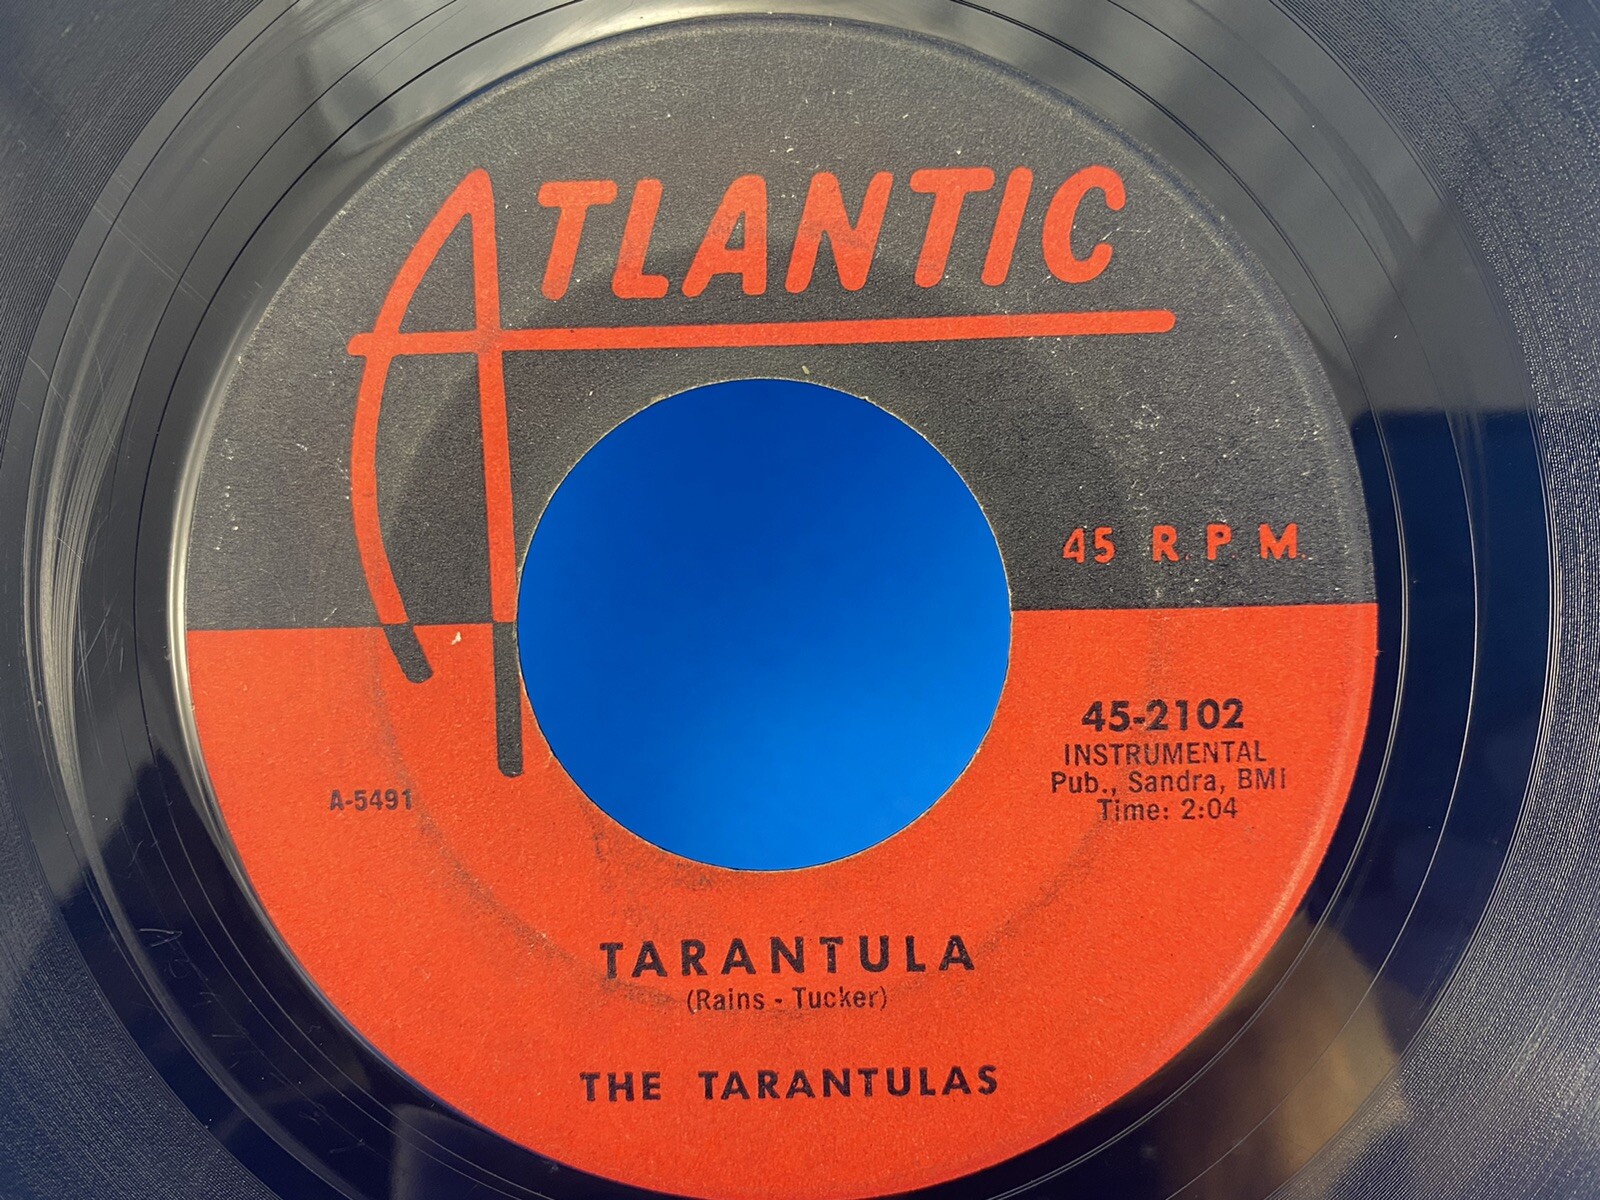 ATLANTIC
45 R.P.M.
45-2102
INSTRUMENTAL
Pub., Sandra, BMI
Time: 2:04
A-5491
TARANTULA
(Rains - Tucker)
THE TARANTULAS